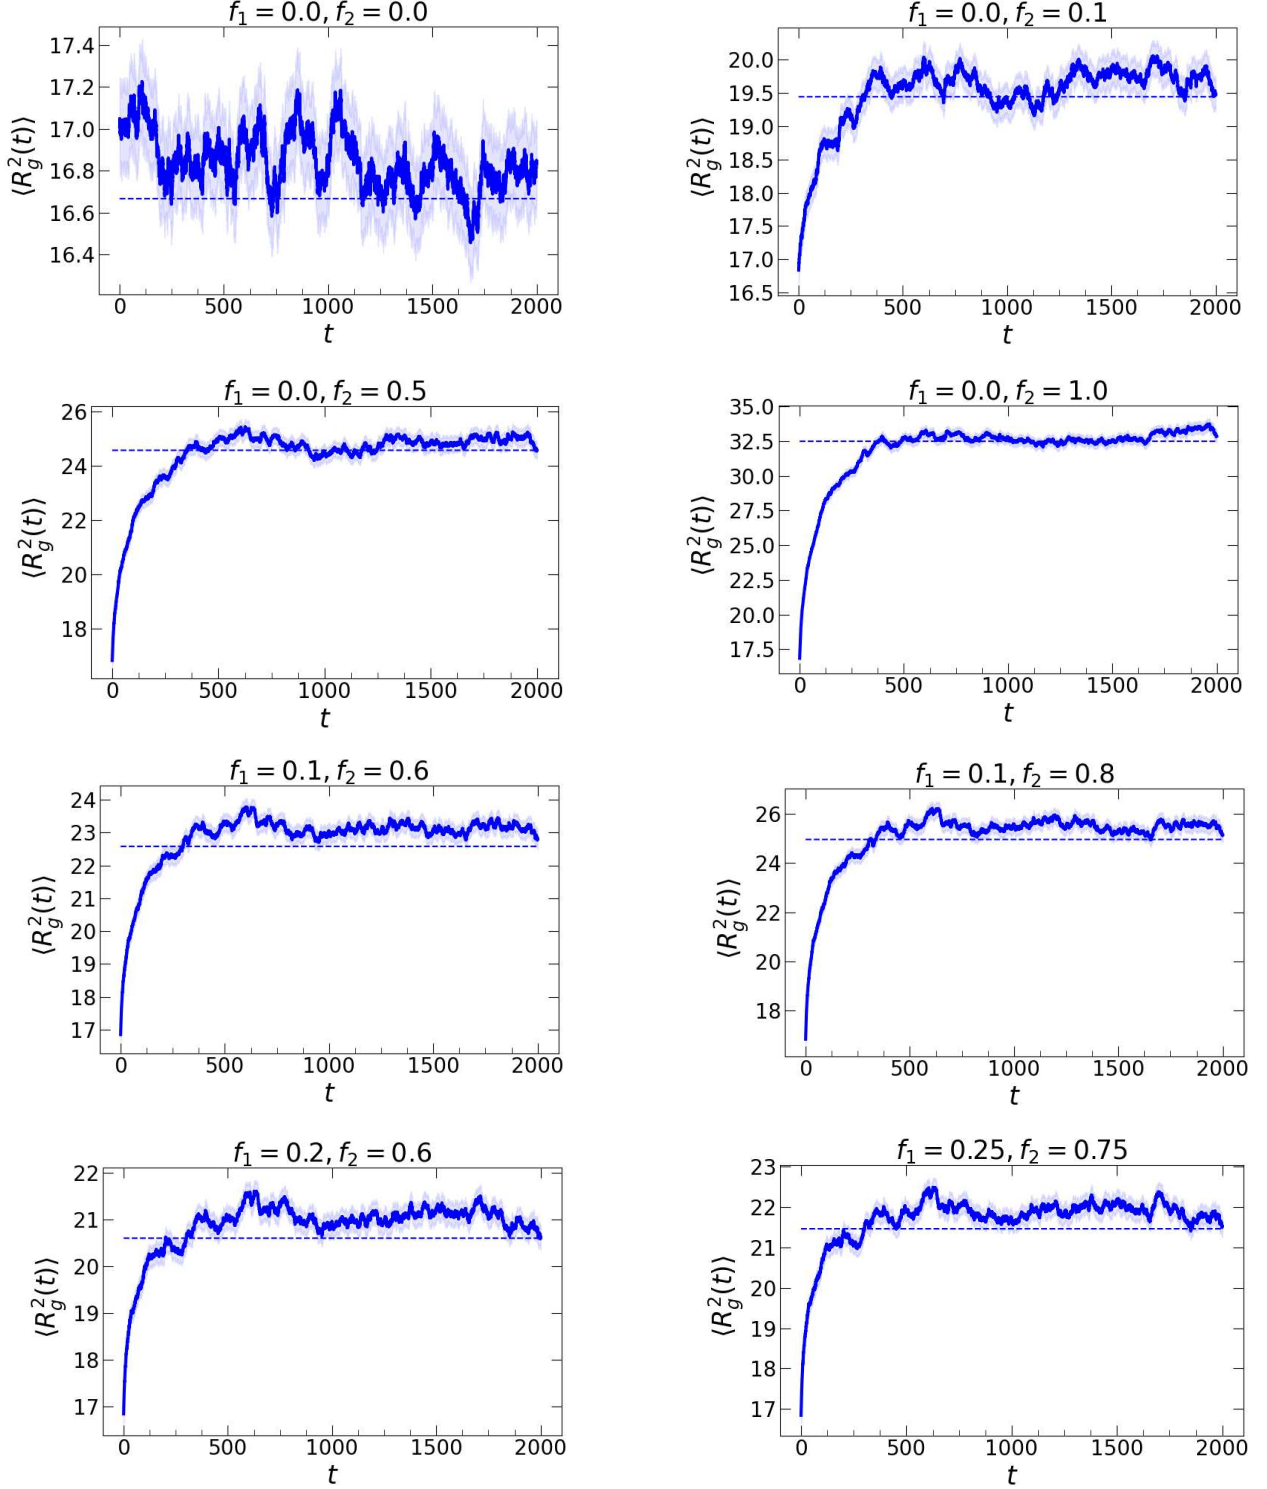 f₁ = 0.0, f₂ = 0.0
17.4
17.2
17.0
16.8
16.6
16.4
⟨R_g²(t)⟩
0 500 1000 1500 2000
t
f₁ = 0.0, f₂ = 0.1
20.0
19.5
19.0
18.5
18.0
17.5
17.0
16.5
⟨R_g²(t)⟩
0 500 1000 1500 2000
t
f₁ = 0.0, f₂ = 0.5
26
24
22
20
18
⟨R_g²(t)⟩
0 500 1000 1500 2000
t
f₁ = 0.0, f₂ = 1.0
35.0
32.5
30.0
27.5
25.0
22.5
20.0
17.5
⟨R_g²(t)⟩
0 500 1000 1500 2000
t
f₁ = 0.1, f₂ = 0.6
24
23
22
21
20
19
18
17
⟨R_g²(t)⟩
0 500 1000 1500 2000
t
f₁ = 0.1, f₂ = 0.8
26
24
22
20
18
⟨R_g²(t)⟩
0 500 1000 1500 2000
t
f₁ = 0.2, f₂ = 0.6
22
21
20
19
18
17
⟨R_g²(t)⟩
0 500 1000 1500 2000
t
f₁ = 0.25, f₂ = 0.75
23
22
21
20
19
18
17
⟨R_g²(t)⟩
0 500 1000 1500 2000
t